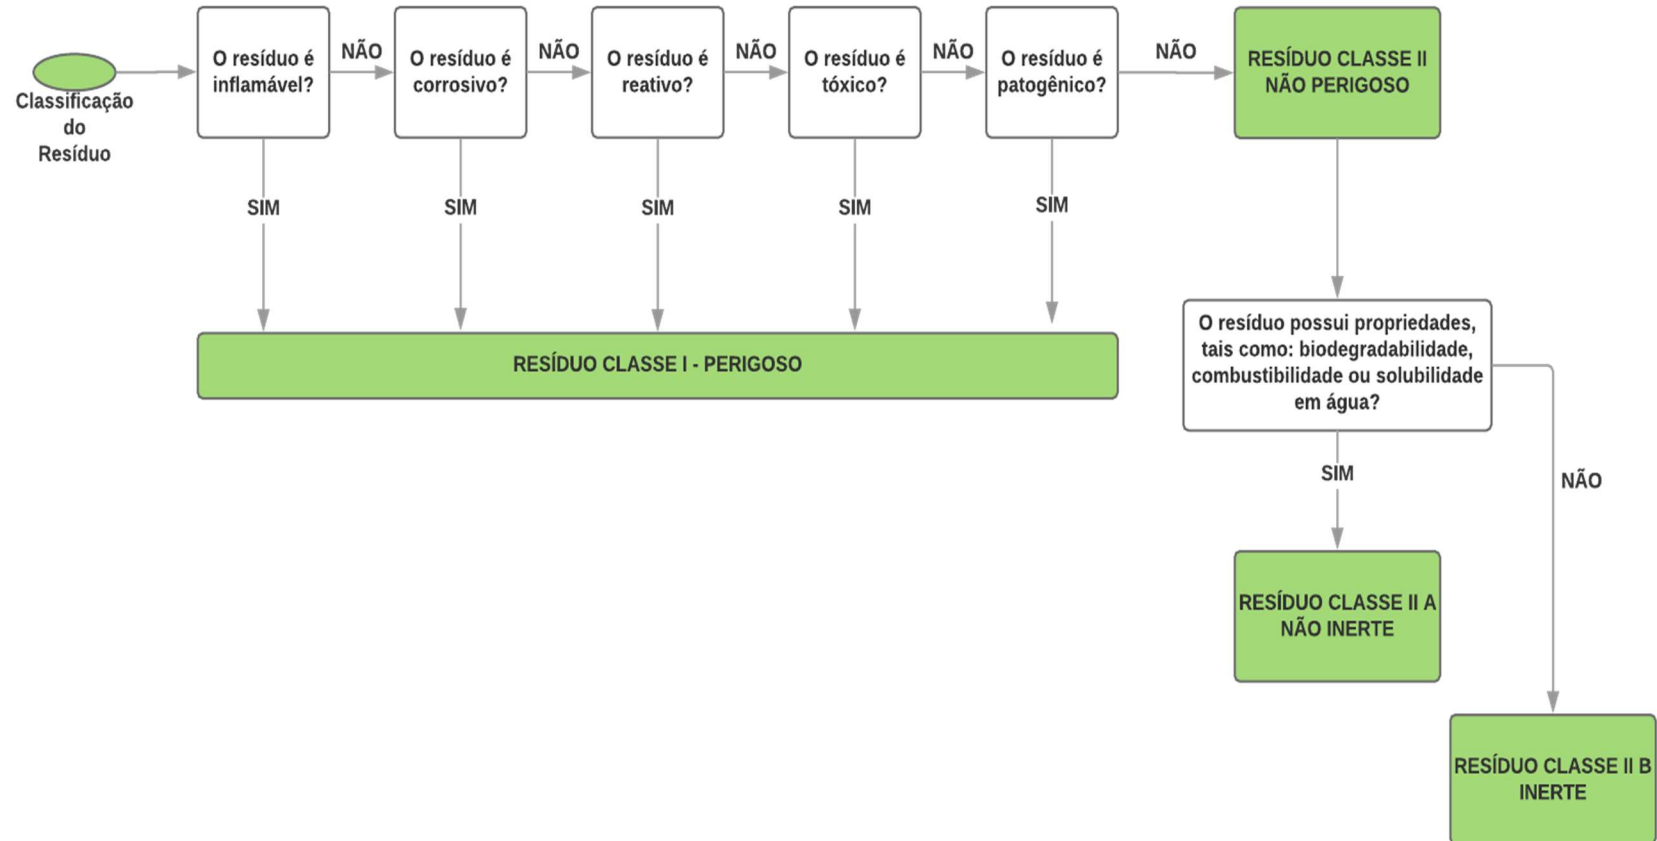 Classificação
do
Resíduo
O resíduo é
inflamável?
NÃO
O resíduo é
corrosivo?
NÃO
O resíduo é
reativo?
NÃO
O resíduo é
tóxico?
NÃO
O resíduo é
patogênico?
NÃO
RESÍDUO CLASSE II
NÃO PERIGOSO
SIM
SIM
SIM
SIM
SIM
RESÍDUO CLASSE I - PERIGOSO
O resíduo possui propriedades,
tais como: biodegradabilidade,
combustibilidade ou solubilidade
em água?
SIM
NÃO
RESÍDUO CLASSE II A
NÃO INERTE
RESÍDUO CLASSE II B
INERTE